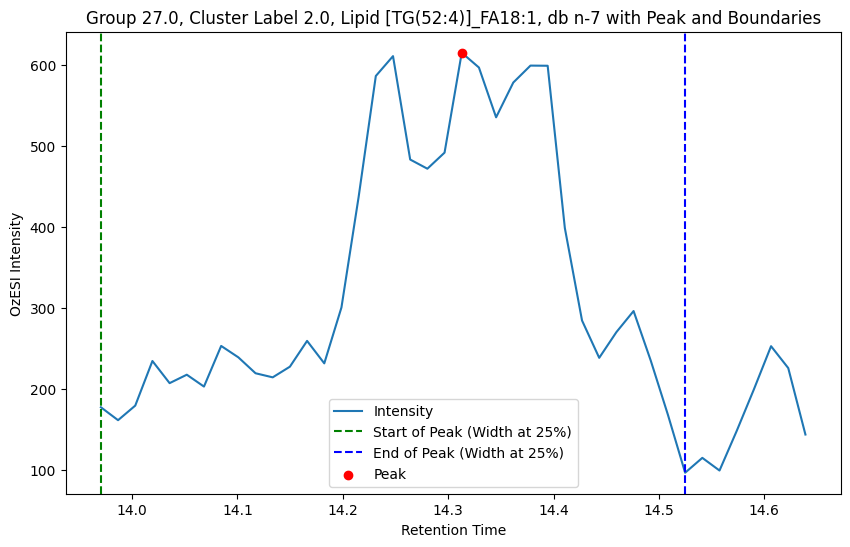 Group 27.0, Cluster Label 2.0, Lipid [TG(52:4)]_FA18:1, db n-7 with Peak and Boundaries
600
500
400
300
200
100
OzESI Intensity
Intensity
Start of Peak (Width at 25%)
End of Peak (Width at 25%)
Peak
14.0 14.1 14.2 14.3 14.4 14.5 14.6
Retention Time